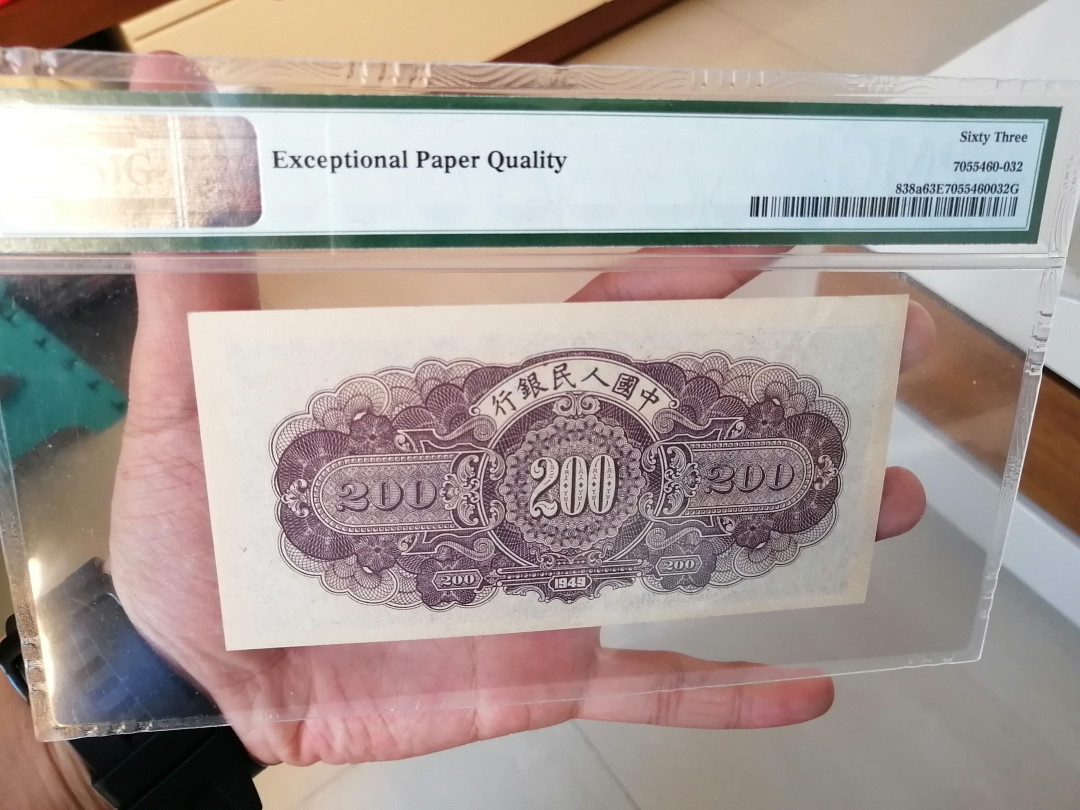 Exceptional Paper Quality
Sixty Three
7055460-032
838a63E7055460032G
中國人民銀行
200
200
200
200
1949
200